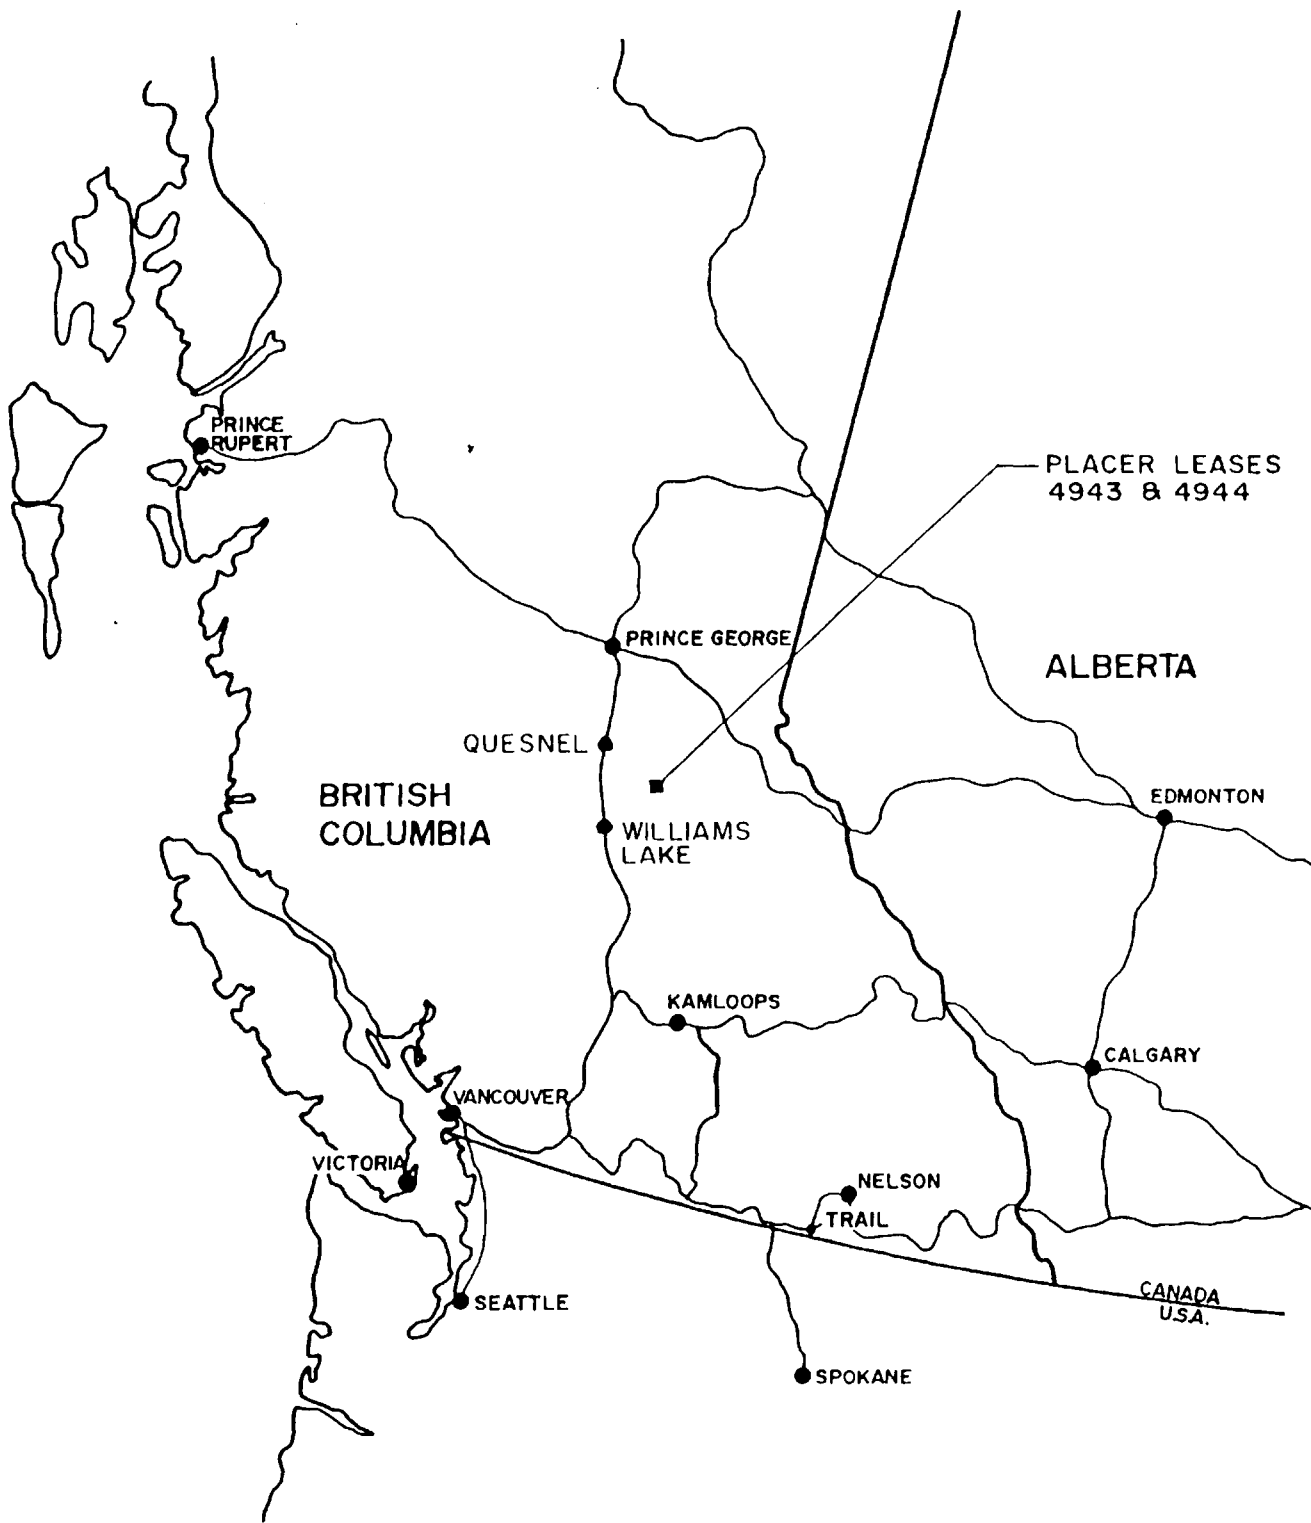 PRINCE
RUPERT
PLACER LEASES
4943 & 4944
PRINCE GEORGE
ALBERTA
QUESNEL
BRITISH
COLUMBIA
EDMONTON
WILLIAMS
LAKE
KAMLOOPS
CALGARY
VANCOUVER
VICTORIA
NELSON
TRAIL
SEATTLE
CANADA
U.S.A.
SPOKANE